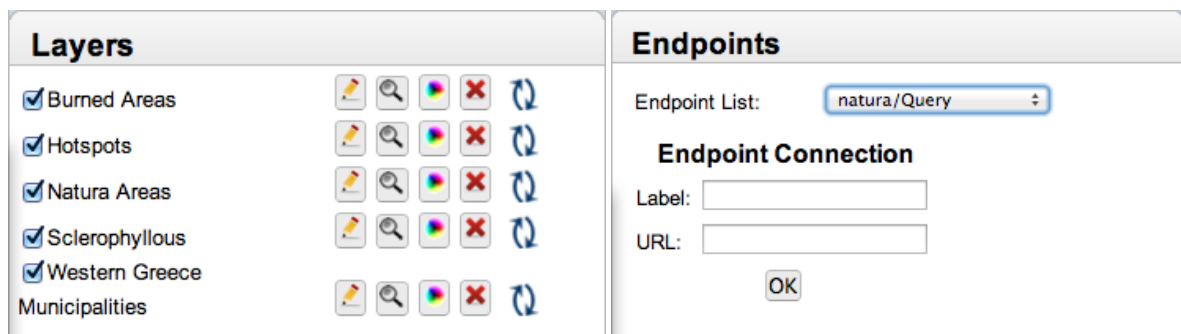 Layers
Burned Areas
Hotspots
Natura Areas
Sclerophyllous
Western Greece
Municipalities
Endpoints
Endpoint List: natura/Query
Endpoint Connection
Label:
URL:
OK